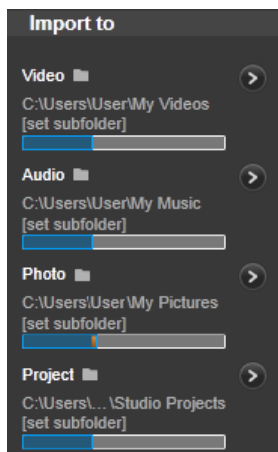 Import to
Video
C:\Users\User\My Videos
[set subfolder]
Audio
C:\Users\User\My Music
[set subfolder]
Photo
C:\Users\User\My Pictures
[set subfolder]
Project
C:\Users\... \Studio Projects
[set subfolder]